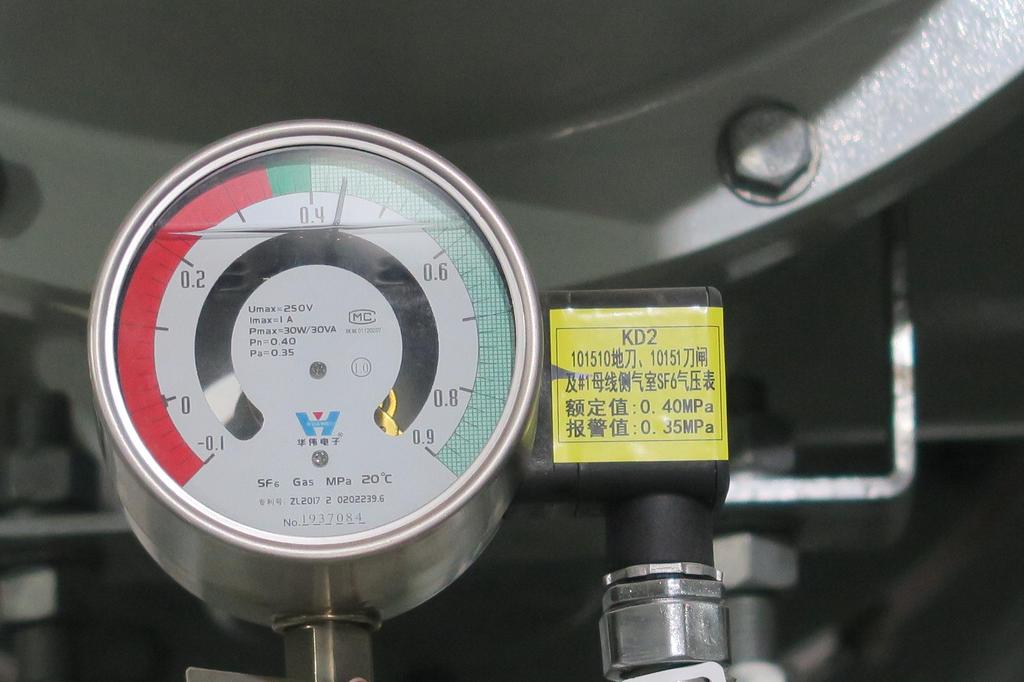 0.4
0.2
0.6
0
0.8
-0.1
0.9
Umax=250V
Imax=1A
Pmax=30W/30VA
Pn=0.40
Pa=0.35
MC
1.0
华伟电子®
SF₆ Gas MPa 20℃
专利号: ZL2017 2 0202239.6
No.1937084
KD2
101510地刀、10151刀闸
及#1母线侧气室SF6气压表
额定值:0.40MPa
报警值:0.35MPa